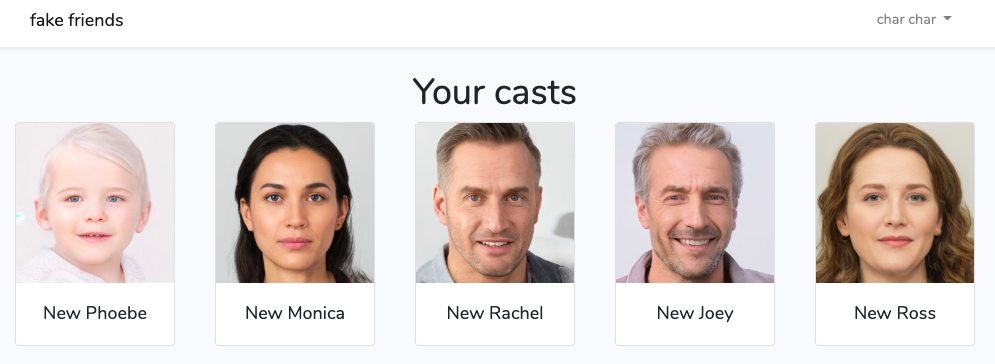 fake friends
char char
Your casts
New Phoebe
New Monica
New Rachel
New Joey
New Ross